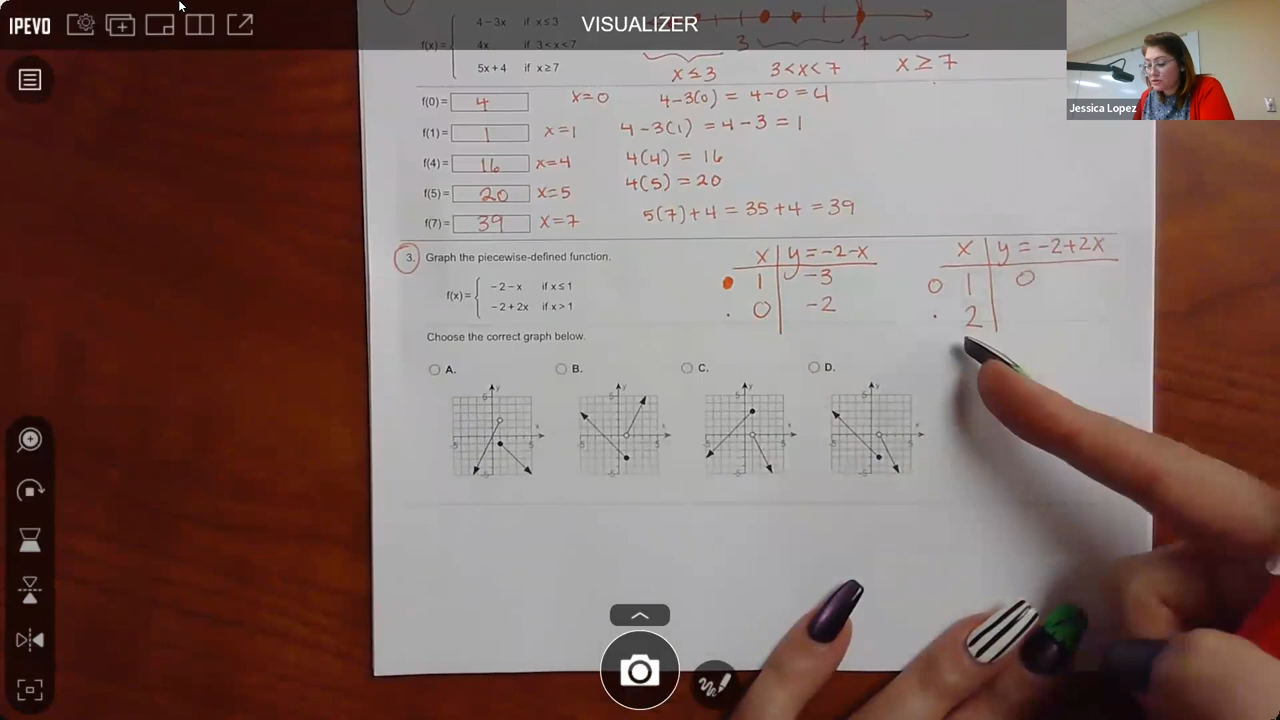 IPEVO
VISUALIZER
Jessica Lopez
f(x) =
4 − 3x if x ≤ 3
4x if 3 < x < 7
5x + 4 if x ≥ 7
3 7
x ≤ 3 3 < x < 7 x ≥ 7
f(0) = 4 x=0 4-3(0) = 4-0 = 4
f(1) = 1 x=1 4-3(1) = 4-3 = 1
f(4) = 16 x=4 4(4) = 16
f(5) = 20 x=5 4(5) = 20
f(7) = 39 x=7 5(7)+4 = 35+4 = 39
3. Graph the piecewise-defined function.
f(x) =
−2 − x if x ≤ 1
−2 + 2x if x > 1
x y = -2-x
1 -3
0 -2
x y = -2+2x
1 0
2
Choose the correct graph below.
A. B. C. D.